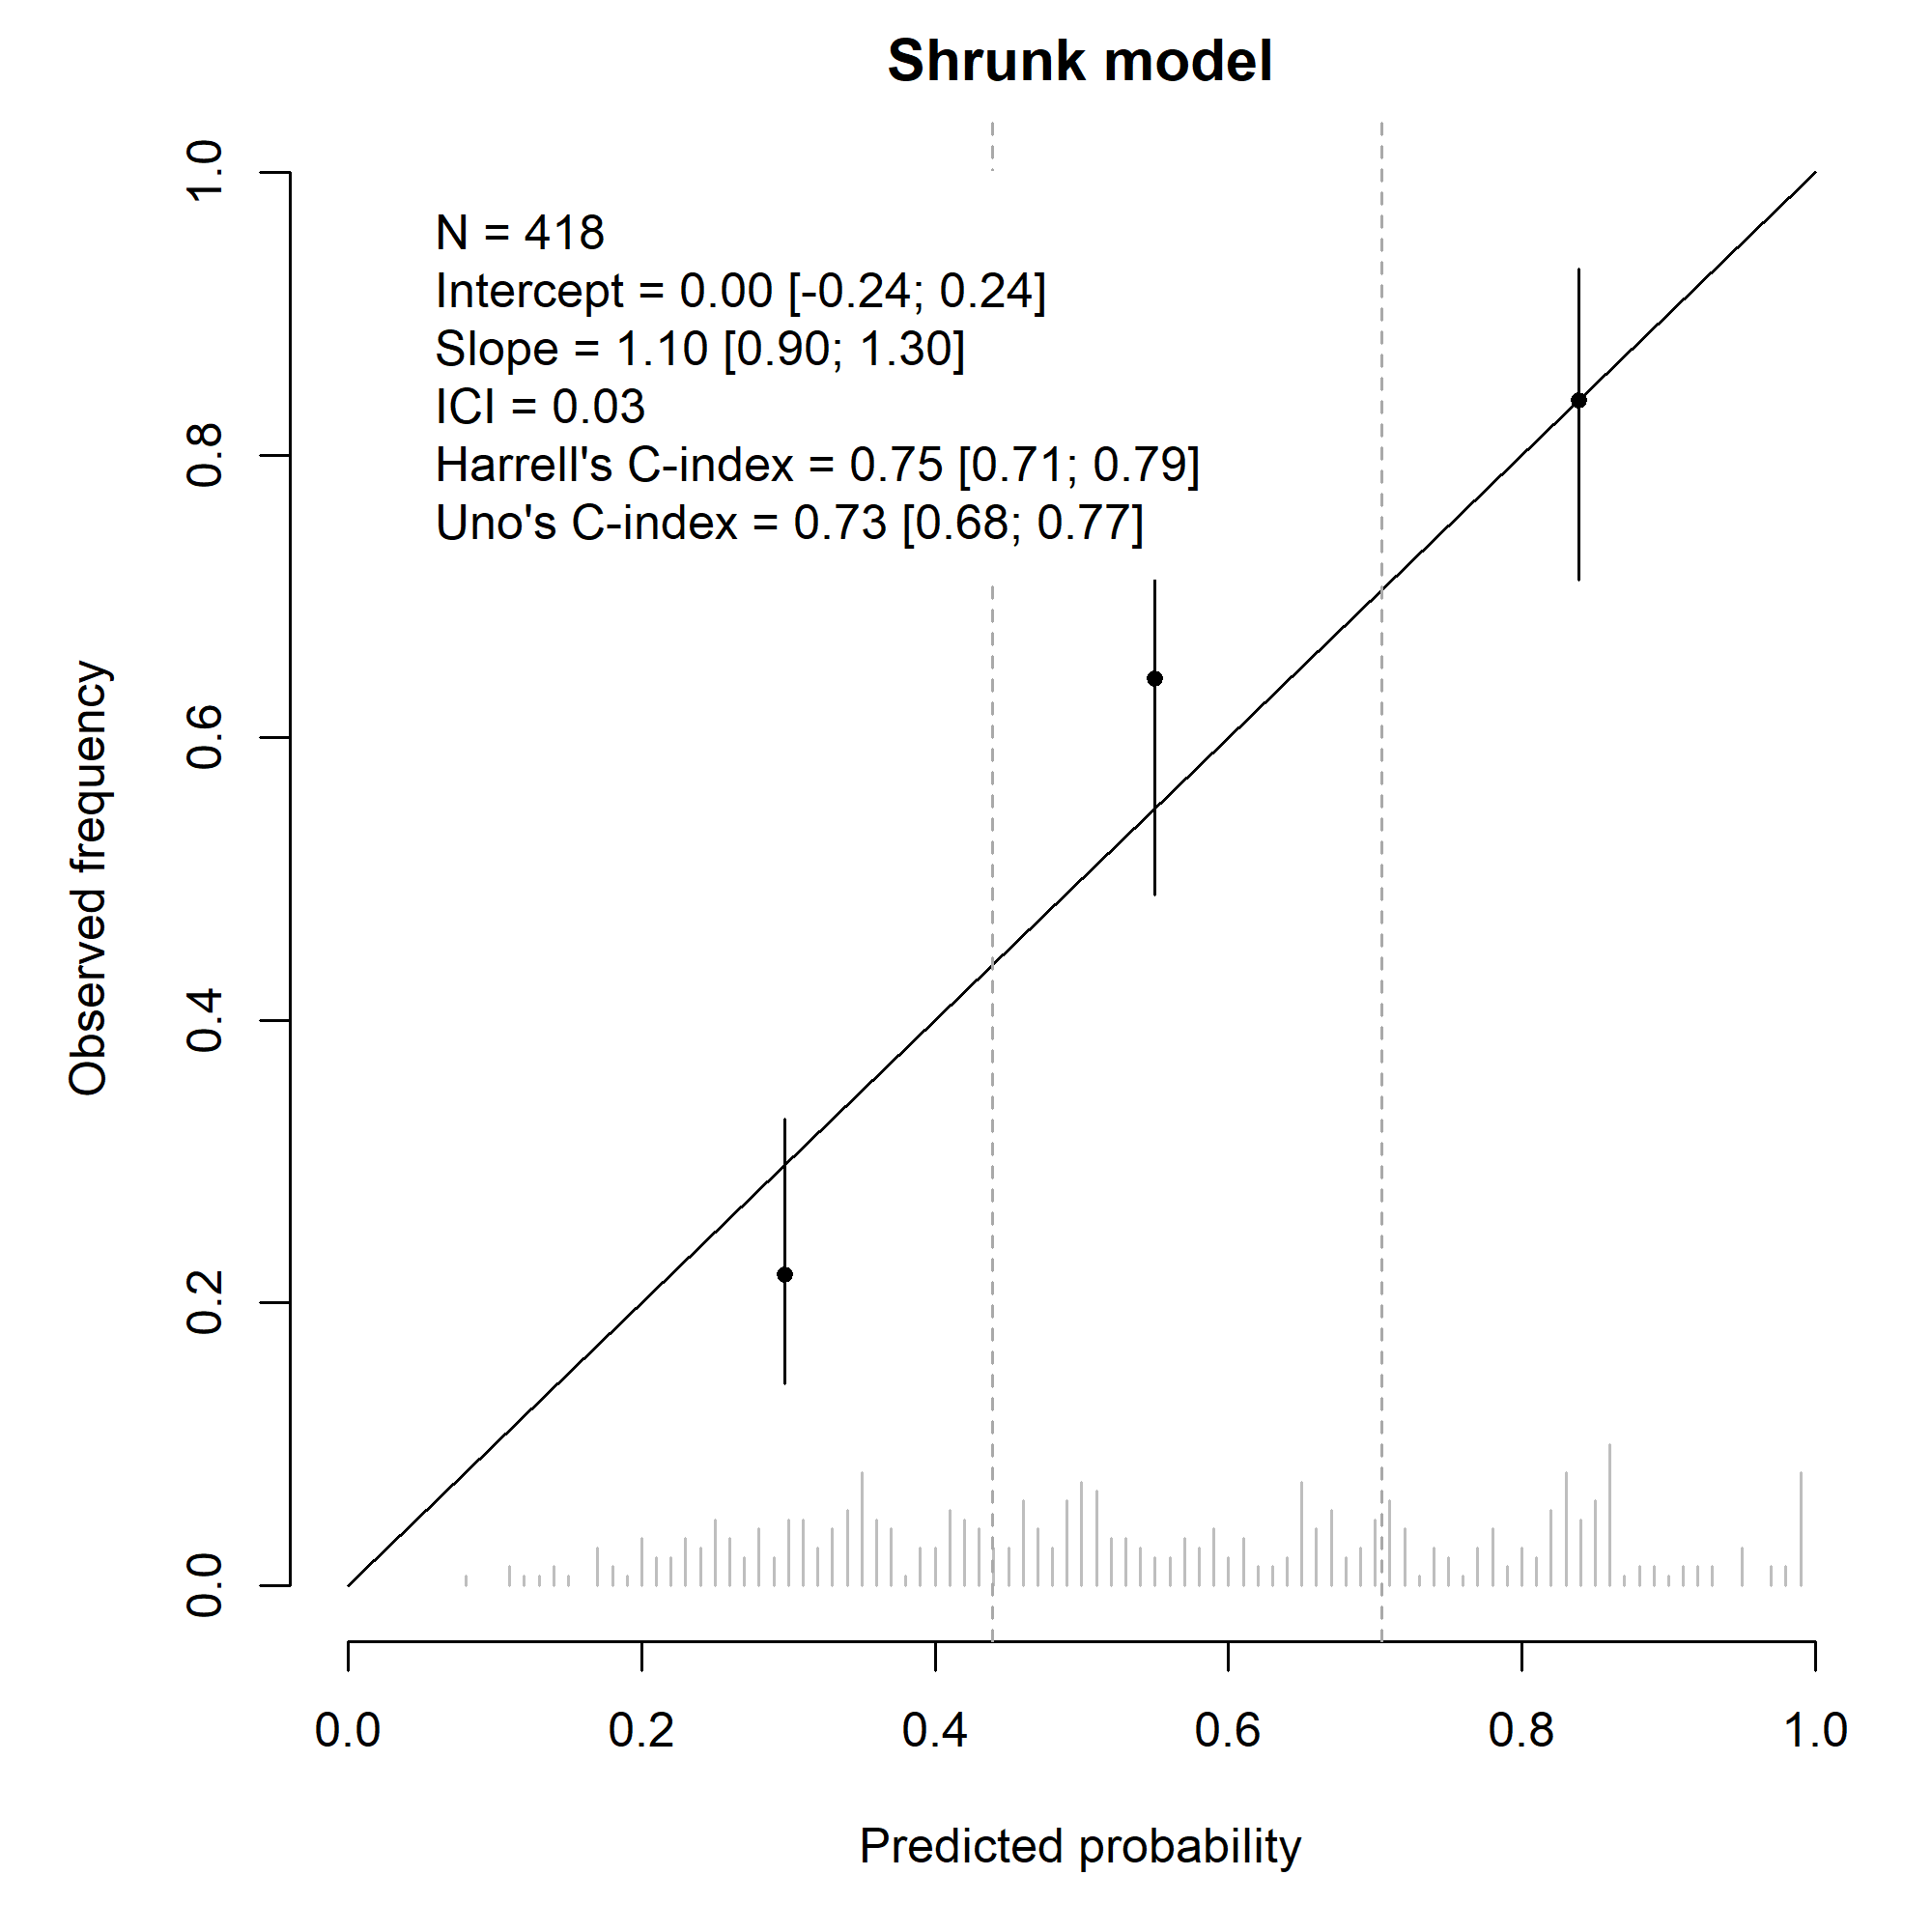 Shrunk model
N = 418
Intercept = 0.00 [-0.24; 0.24]
Slope = 1.10 [0.90; 1.30]
ICI = 0.03
Harrell's C-index = 0.75 [0.71; 0.79]
Uno's C-index = 0.73 [0.68; 0.77]
Observed frequency
1.0
0.8
0.6
0.4
0.2
0.0
0.0 0.2 0.4 0.6 0.8 1.0
Predicted probability